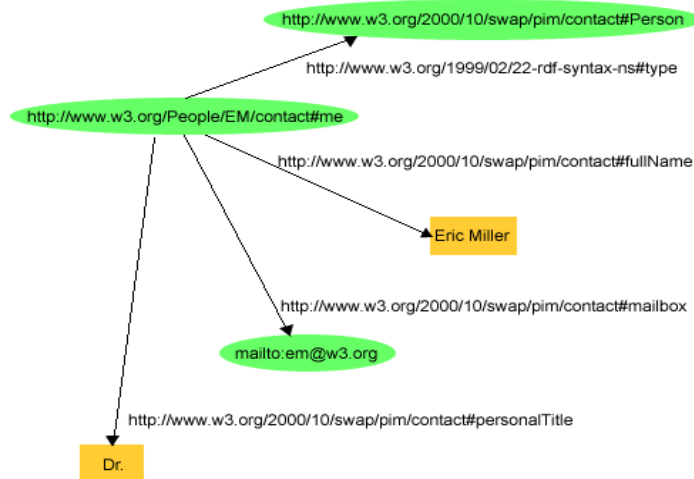 http://www.w3.org/2000/10/swap/pim/contact#Person
http://www.w3.org/1999/02/22-rdf-syntax-ns#type
http://www.w3.org/People/EM/contact#me
http://www.w3.org/2000/10/swap/pim/contact#fullName
Eric Miller
http://www.w3.org/2000/10/swap/pim/contact#mailbox
mailto:em@w3.org
http://www.w3.org/2000/10/swap/pim/contact#personalTitle
Dr.